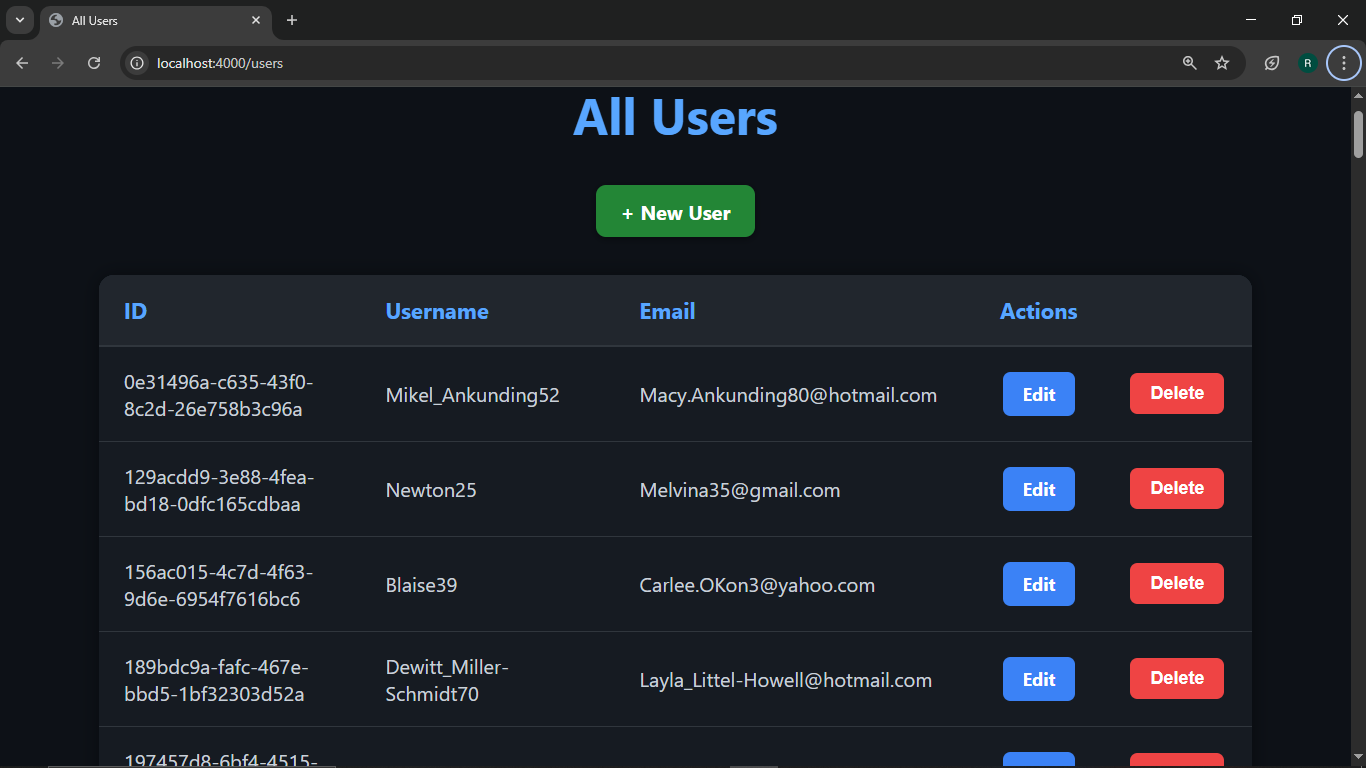 All Users
localhost:4000/users
R
All Users
+ New User
ID Username Email Actions
0e31496a-c635-43f0-
8c2d-26e758b3c96a
Mikel_Ankunding52
Macy.Ankunding80@hotmail.com
Edit
Delete
129acdd9-3e88-4fea-
bd18-0dfc165cdbaa
Newton25
Melvina35@gmail.com
Edit
Delete
156ac015-4c7d-4f63-
9d6e-6954f7616bc6
Blaise39
Carlee.OKon3@yahoo.com
Edit
Delete
189bdc9a-fafc-467e-
bbd5-1bf32303d52a
Dewitt_Miller-
Schmidt70
Layla_Littel-Howell@hotmail.com
Edit
Delete
197457d8-6bf4-4515-